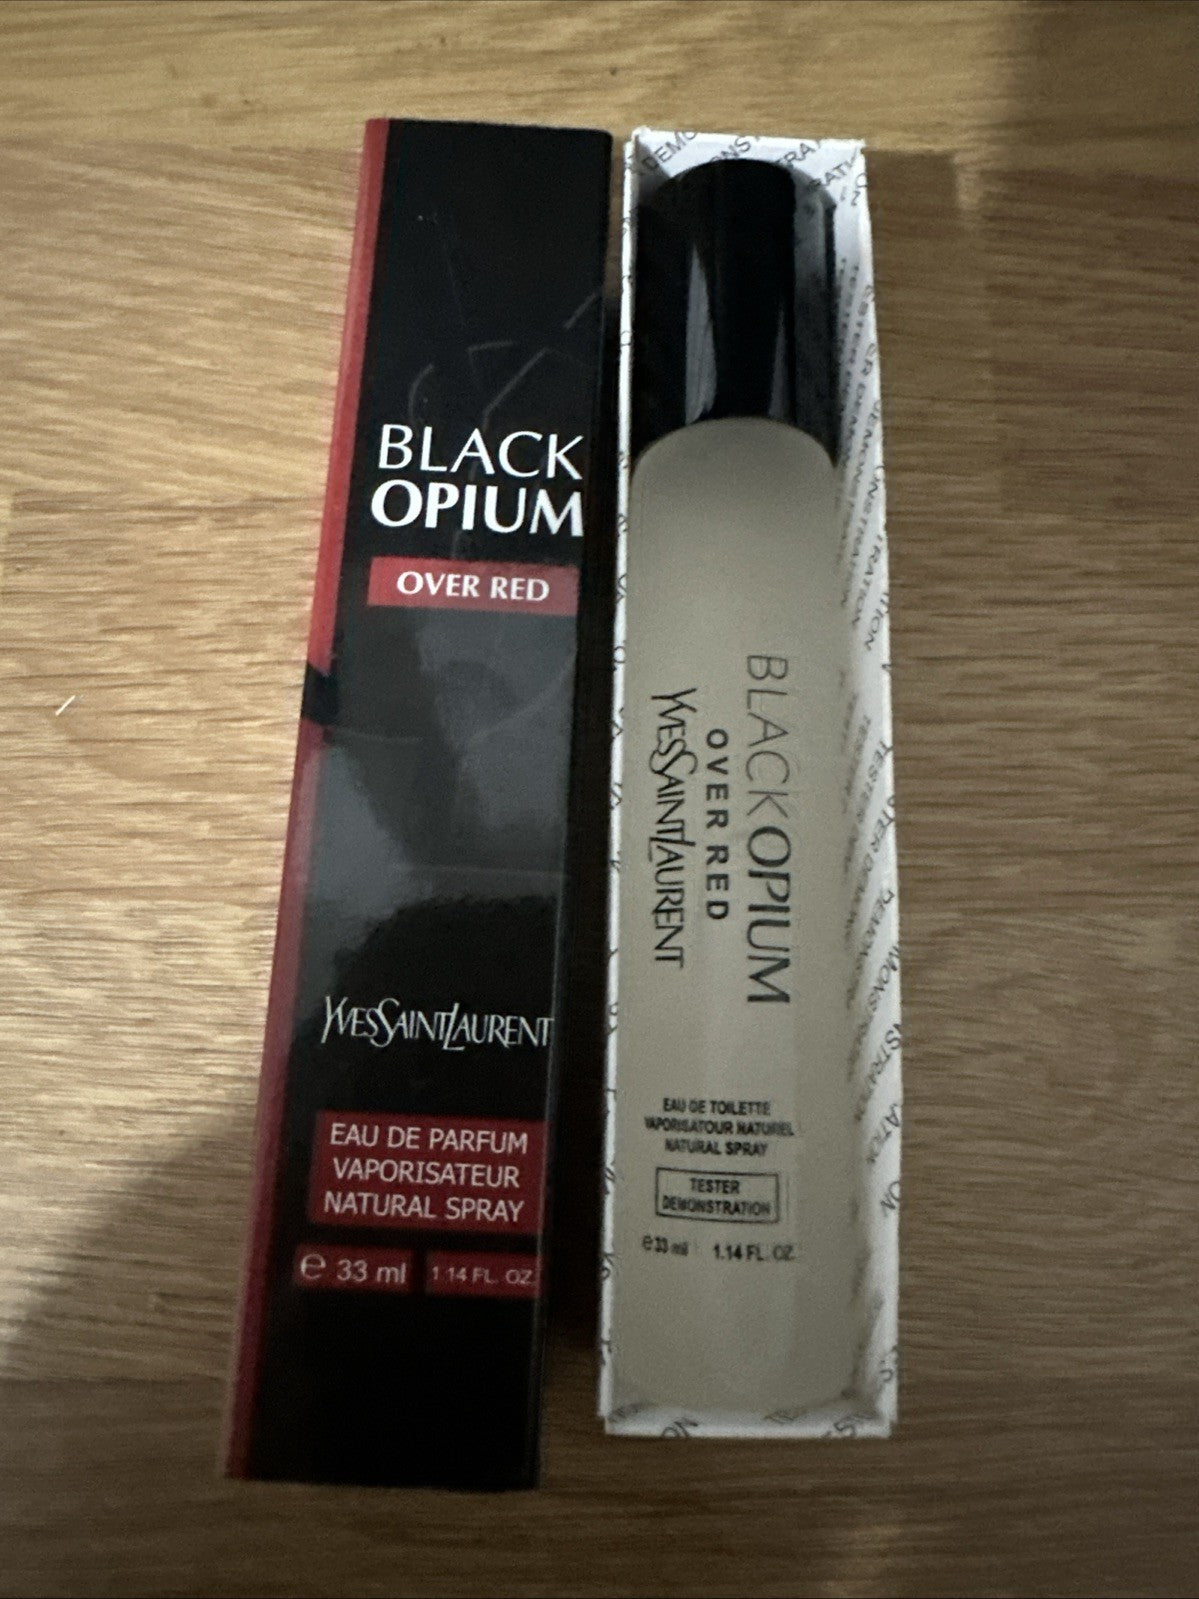 BLACK
OPIUM
OVER RED
YVESSAINTLAURENT
EAU DE PARFUM
VAPORISATEUR
NATURAL SPRAY
e 33 ml 1.14 FL. OZ.
BLACKOPIUM
OVER RED
YVESSAINTLAURENT
EAU DE TOILETTE
VAPORISATOUR NATURIEL
NATURAL SPRAY
TESTER
DEMONSTRATION
e 33 ml 1.14 FL. OZ.